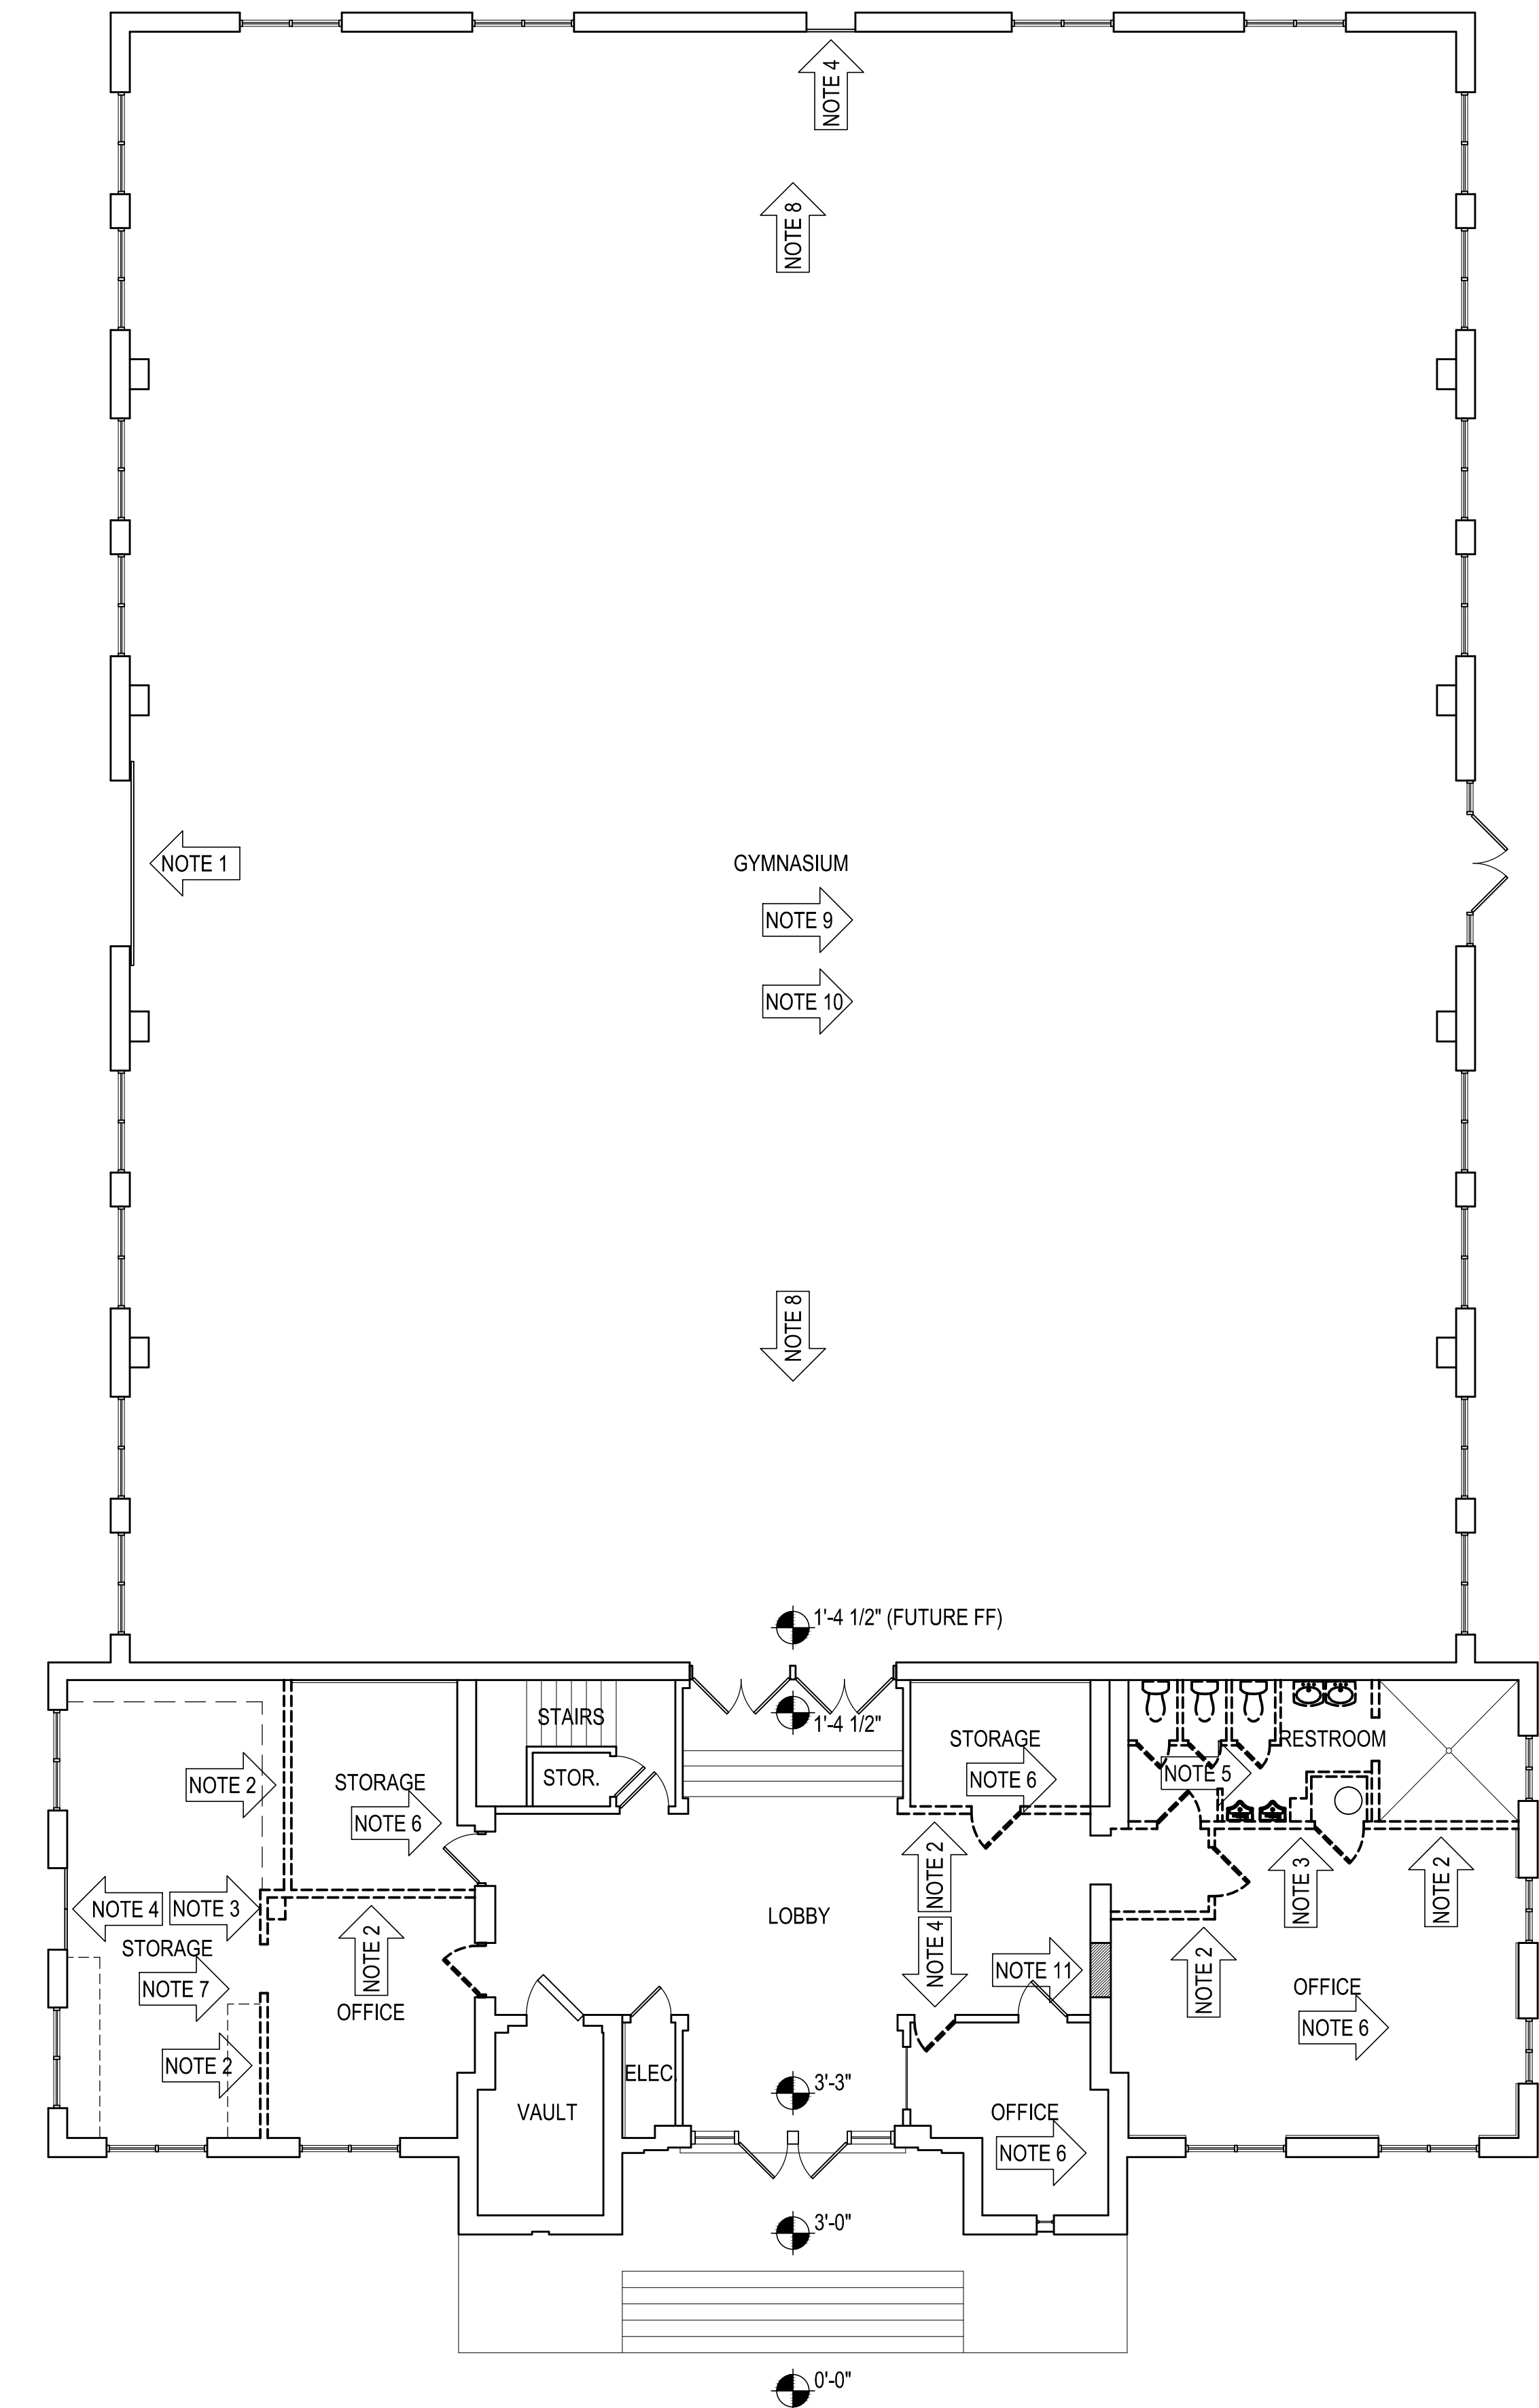 NOTE 4
NOTE 8
NOTE 1
GYMNASIUM
NOTE 9
NOTE 10
NOTE 8
1'-4 1/2" (FUTURE FF)
1'-4 1/2"
STAIRS
STORAGE
RESTROOM
NOTE 2
STORAGE
STOR.
NOTE 6
NOTE 5
NOTE 6
NOTE 2
NOTE 3
NOTE 2
NOTE 4
NOTE 3
LOBBY
STORAGE
NOTE 2
NOTE 4
NOTE 11
NOTE 2
NOTE 7
OFFICE
OFFICE
NOTE 6
NOTE 2
ELEC.
3'-3"
VAULT
OFFICE
NOTE 6
3'-0"
0'-0"